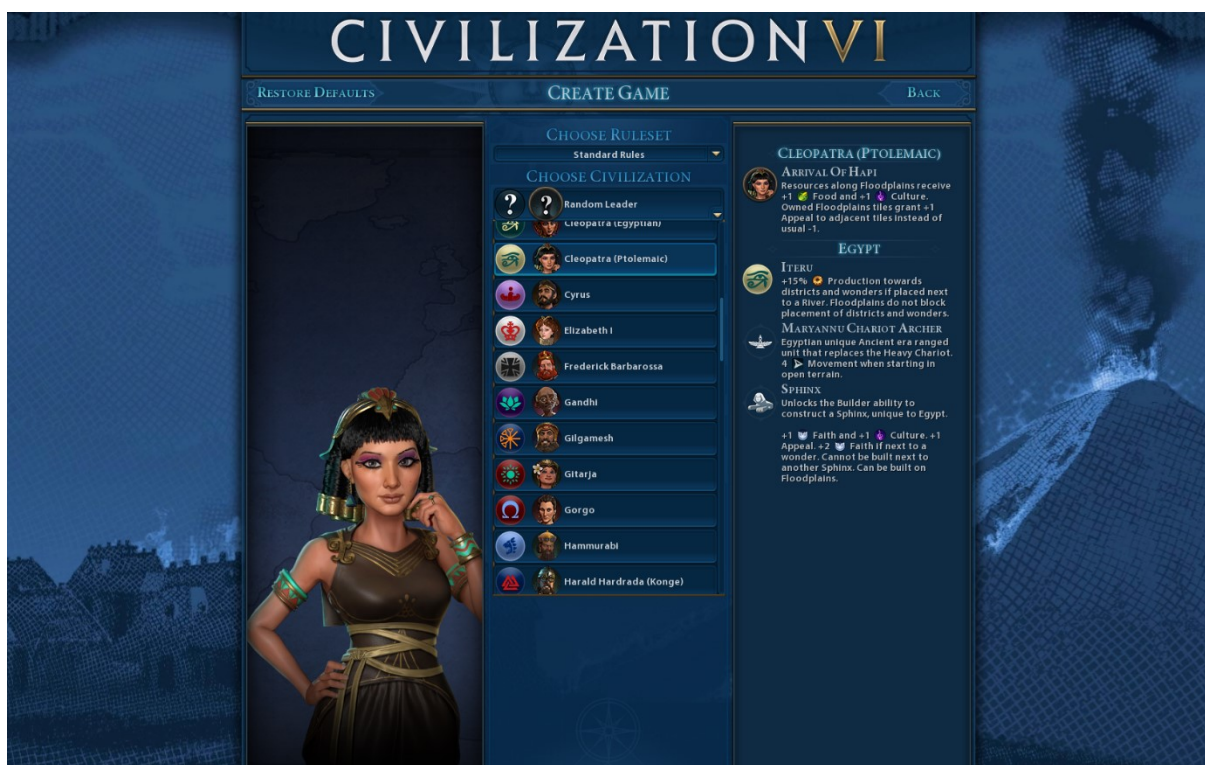 CIVILIZATION VI
RESTORE DEFAULTS
CREATE GAME
BACK
CHOOSE RULESET
Standard Rules
CHOOSE CIVILIZATION
? ? Random Leader
Cleopatra (Egyptian)
Cleopatra (Ptolemaic)
Cyrus
Elizabeth I
Frederick Barbarossa
Gandhi
Gilgamesh
Gitarja
Gorgo
Hammurabi
Harald Hardrada (Konge)
CLEOPATRA (PTOLEMAIC)
ARRIVAL OF HAPI
Resources along Floodplains receive
+1 Food and +1 Culture.
Owned Floodplains tiles grant +1
Appeal to adjacent tiles instead of
usual -1.
EGYPT
ITERU
+15% Production towards
districts and wonders if placed next
to a River. Floodplains do not block
placement of districts and wonders.
MARYANNU CHARIOT ARCHER
Egyptian unique Ancient era ranged
unit that replaces the Heavy Chariot.
4 Movement when starting in
open terrain.
SPHINX
Unlocks the Builder ability to
construct a Sphinx, unique to Egypt.
+1 Faith and +1 Culture. +1
Appeal. +2 Faith if next to a
wonder. Cannot be built next to
another Sphinx. Can be built on
Floodplains.